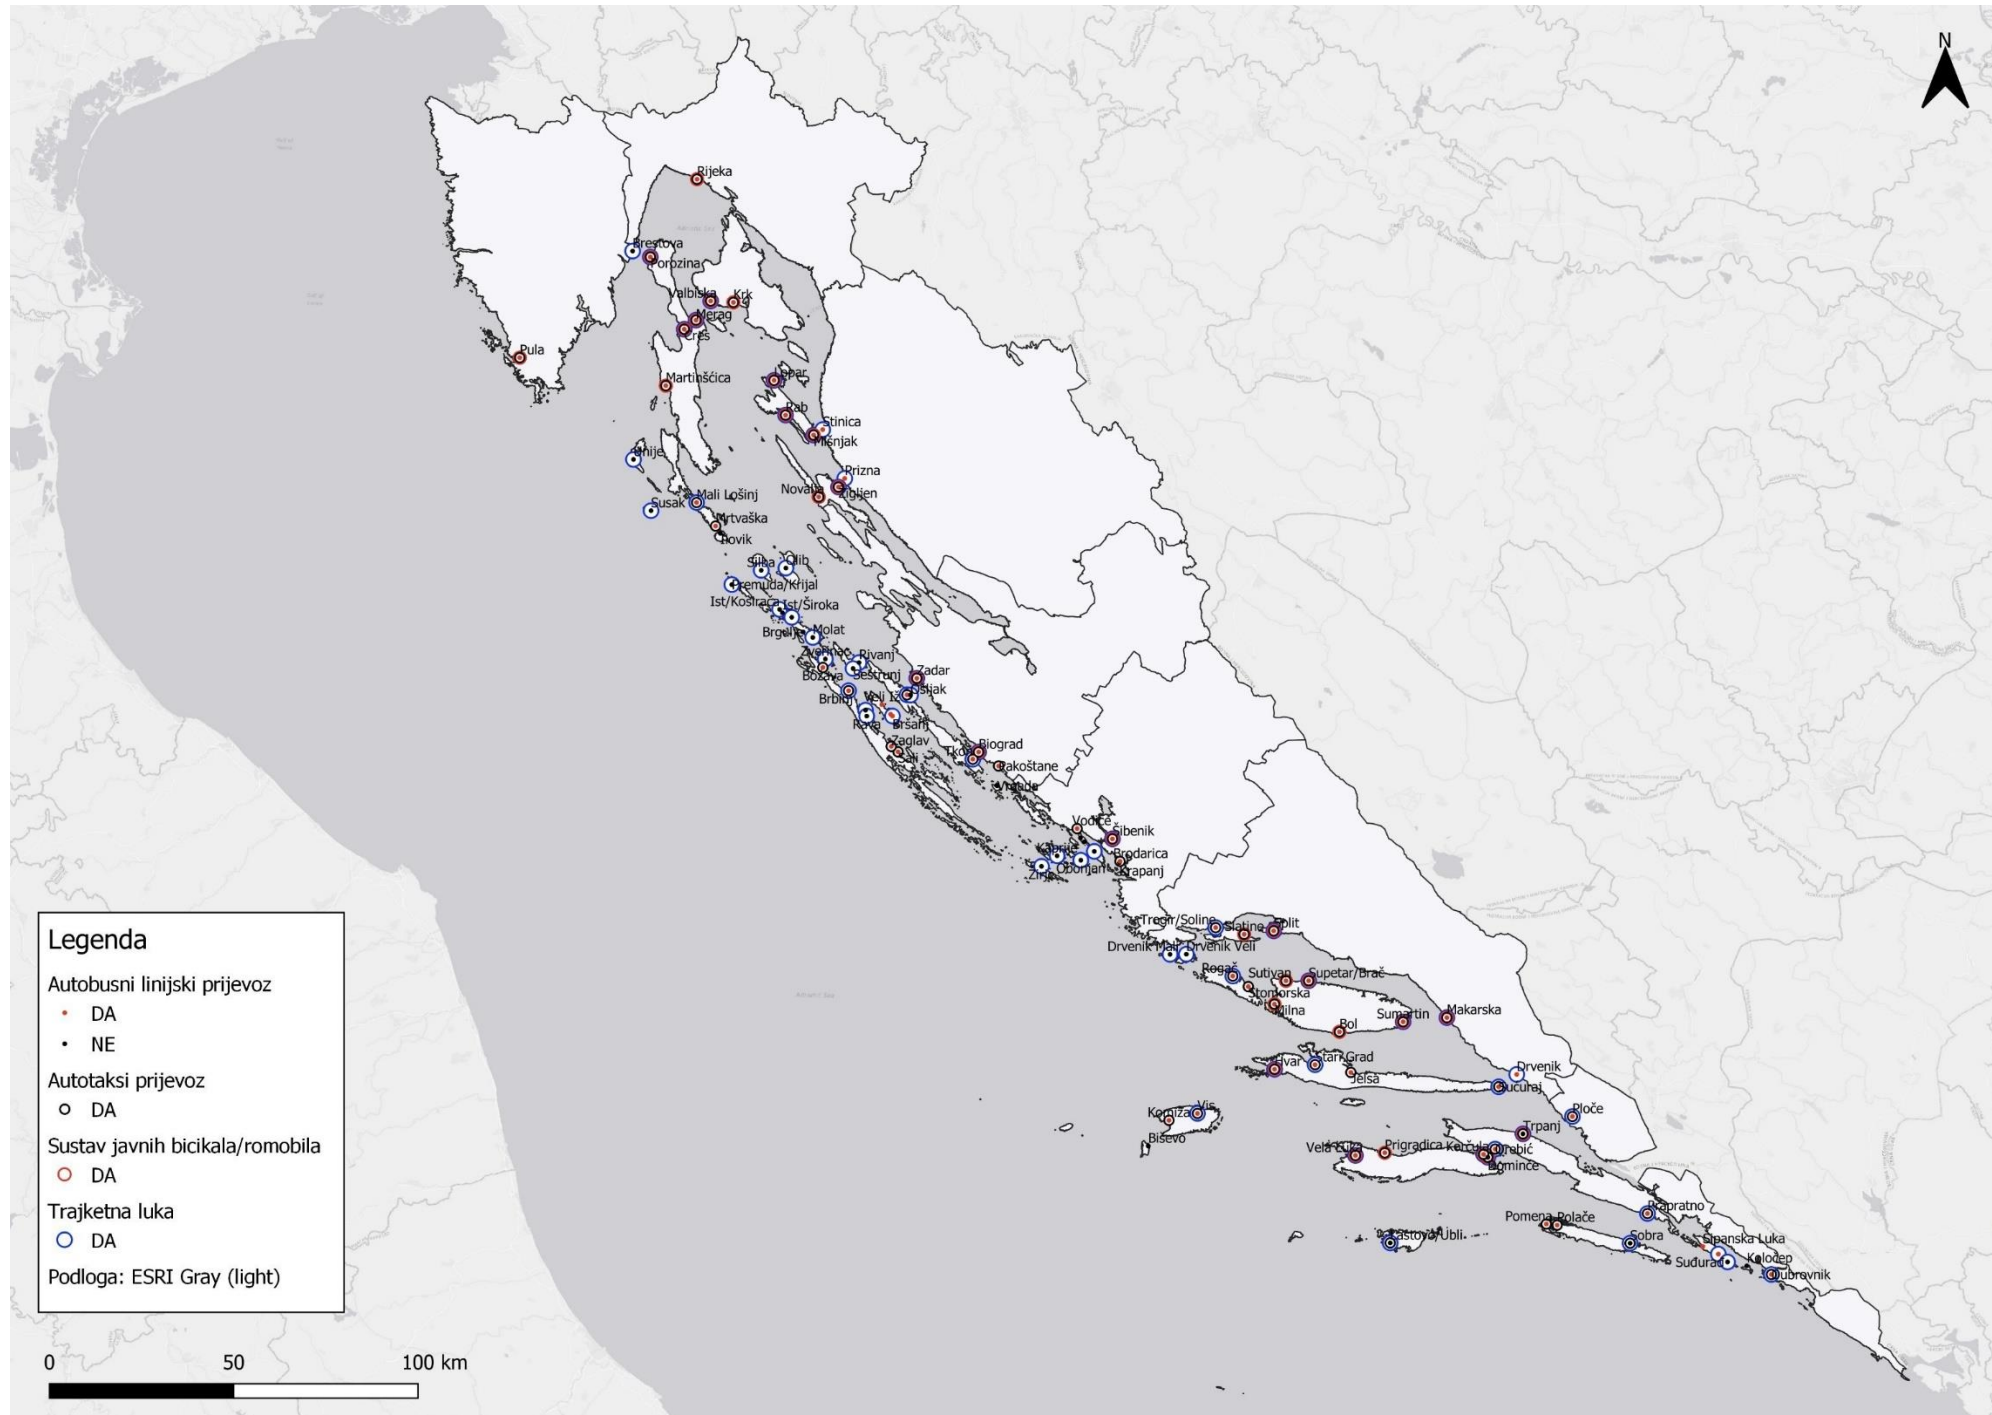 N
Rijeka
Brestova
Porozina
Valbiska
Krk
Merag
Cres
Pula
Martinšćica
Lopar
Rab
Stinica
Mišnjak
Unije
Prizna
Novalja
Žigljen
Mali Lošinj
Susak
Mrtvaška
Ilovik
Silba
Olib
Premuda/Krijal
Ist/Kosirača
Ist/Široka
Brgulje
Molat
Zverinac
Rivanj
Božava
Sestrunj
Zadar
Brbinj
Veli Iž
Ošljak
Rava
Bršanj
Zaglav
Sali
Tkon
Biograd
Pakoštane
Vrgada
Vodice
Šibenik
Kaprije
Brodarica
Žirje
Obonjan
Krapanj
Trogir/Soline
Slatine
Split
Drvenik Mali
Drvenik Veli
Rogač
Sutivan
Supetar/Brač
Stomorska
Milna
Sumartin
Makarska
Bol
Hvar
Stari Grad
Jelsa
Drvenik
Sućuraj
Komiža
Vis
Ploče
Biševo
Trpanj
Vela Luka
Prigradica
Korčula
Orebić
Dominče
Pomena
Polače
Prapratno
Lastovo/Ubli
Sobra
Šipanska Luka
Suđurađ
Koločep
Dubrovnik
Legenda
Autobusni linijski prijevoz
DA
NE
Autotaksi prijevoz
DA
Sustav javnih bicikala/romobila
DA
Trajketna luka
DA
Podloga: ESRI Gray (light)
0 50 100 km